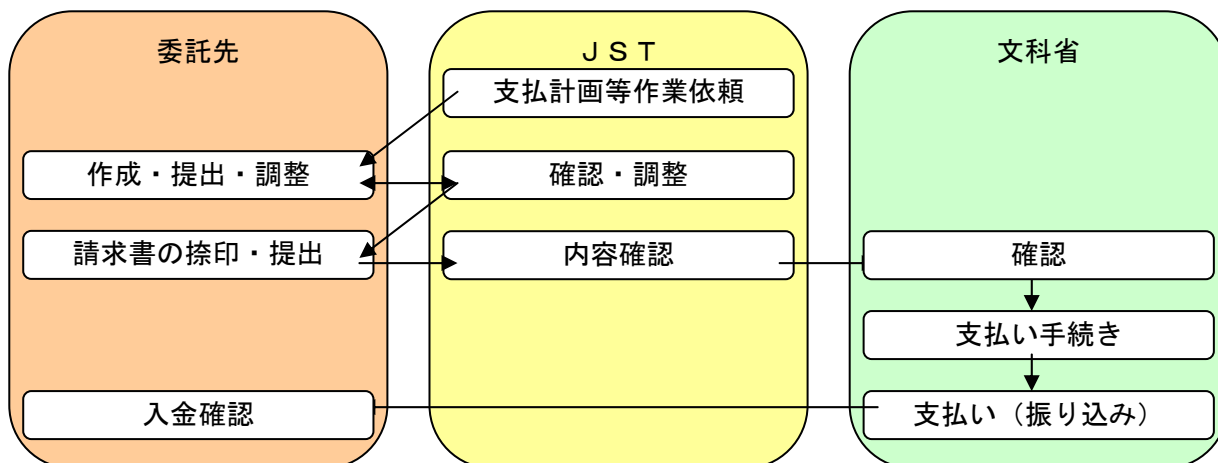 委託先
ＪＳＴ
文科省
支払計画等作業依頼
作成・提出・調整
確認・調整
請求書の捺印・提出
内容確認
確認
支払い手続き
入金確認
支払い（振り込み）